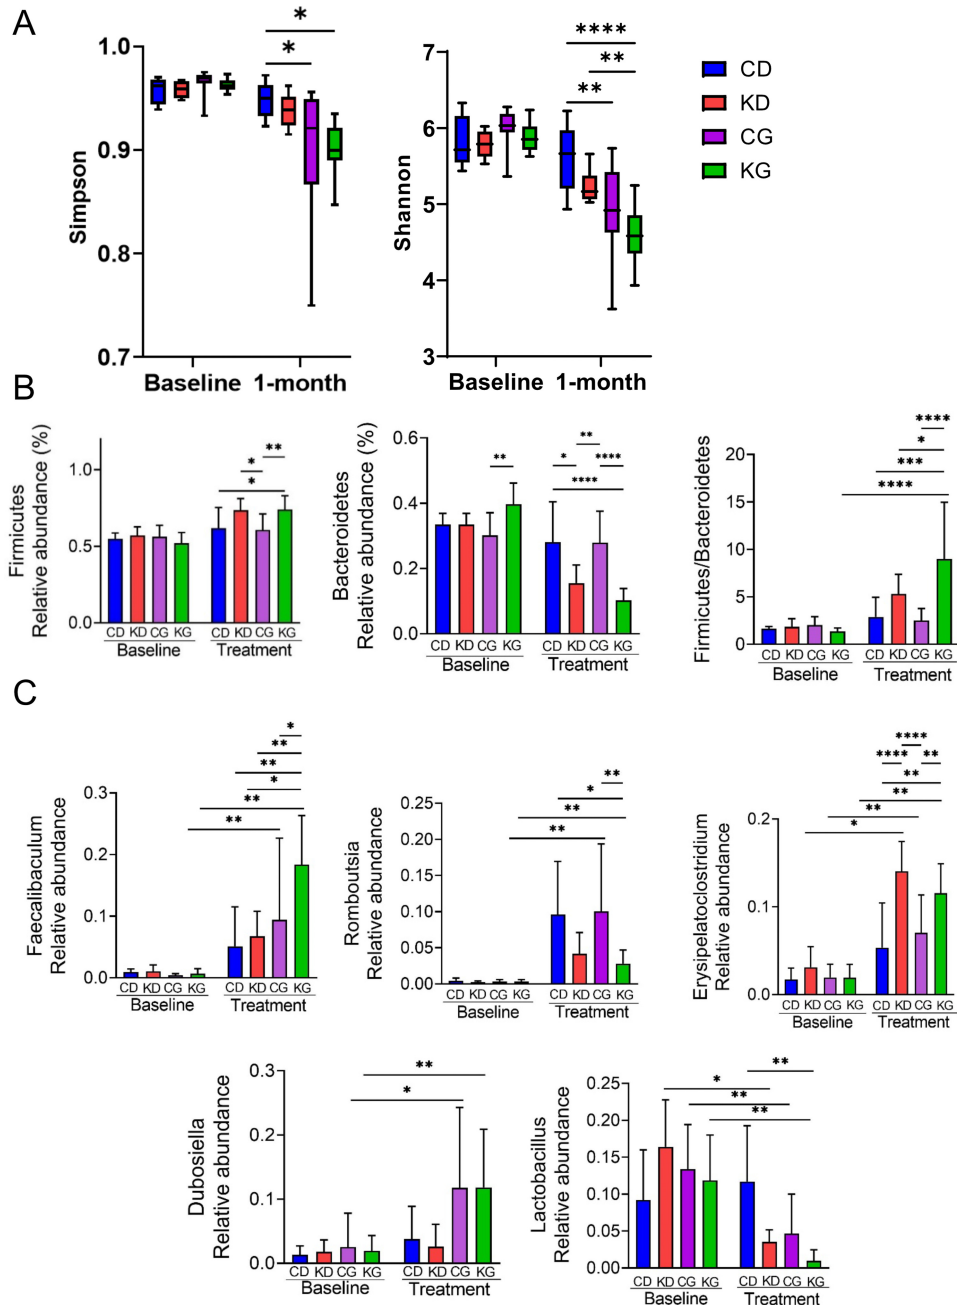 A
Simpson
1.0
0.9
0.8
0.7
*
*
Baseline 1-month
Shannon
7
6
5
4
3
****
**
**
Baseline 1-month
CD
KD
CG
KG
B
Firmicutes
Relative abundance (%)
1.0
0.5
0.0
*
**
*
CD KD CG KG CD KD CG KG
Baseline Treatment
Bacteroidetes
Relative abundance (%)
0.6
0.4
0.2
0.0
**
**
*
****
****
CD KD CG KG CD KD CG KG
Baseline Treatment
Firmicutes/Bacteroidetes
20
15
10
5
0
****
*
***
****
CD KD CG KG CD KD CG KG
Baseline Treatment
C
Faecalibaculum
Relative abundance
0.3
0.2
0.1
0.0
*
**
**
*
**
**
CD KD CG KG CD KD CG KG
Baseline Treatment
Romboutsia
Relative abundance
0.25
0.20
0.15
0.10
0.05
0.00
**
*
**
**
CD KD CG KG CD KD CG KG
Baseline Treatment
Erysipelatoclostridium
Relative abundance
0.2
0.1
0.0
****
****
**
**
**
**
*
CD KD CG KG CD KD CG KG
Baseline Treatment
Dubosiella
Relative abundance
0.3
0.2
0.1
0.0
**
*
CD KD CG KG CD KD CG KG
Baseline Treatment
Lactobacillus
Relative abundance
0.25
0.20
0.15
0.10
0.05
0.00
**
*
**
**
CD KD CG KG CD KD CG KG
Baseline Treatment